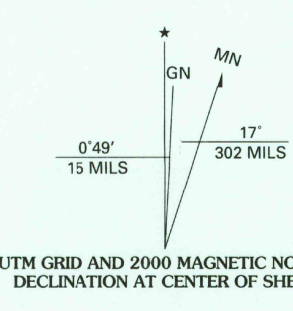 ★
MN
GN
0°49'
15 MILS
17°
302 MILS
UTM GRID AND 2000 MAGNETIC NO
DECLINATION AT CENTER OF SHE